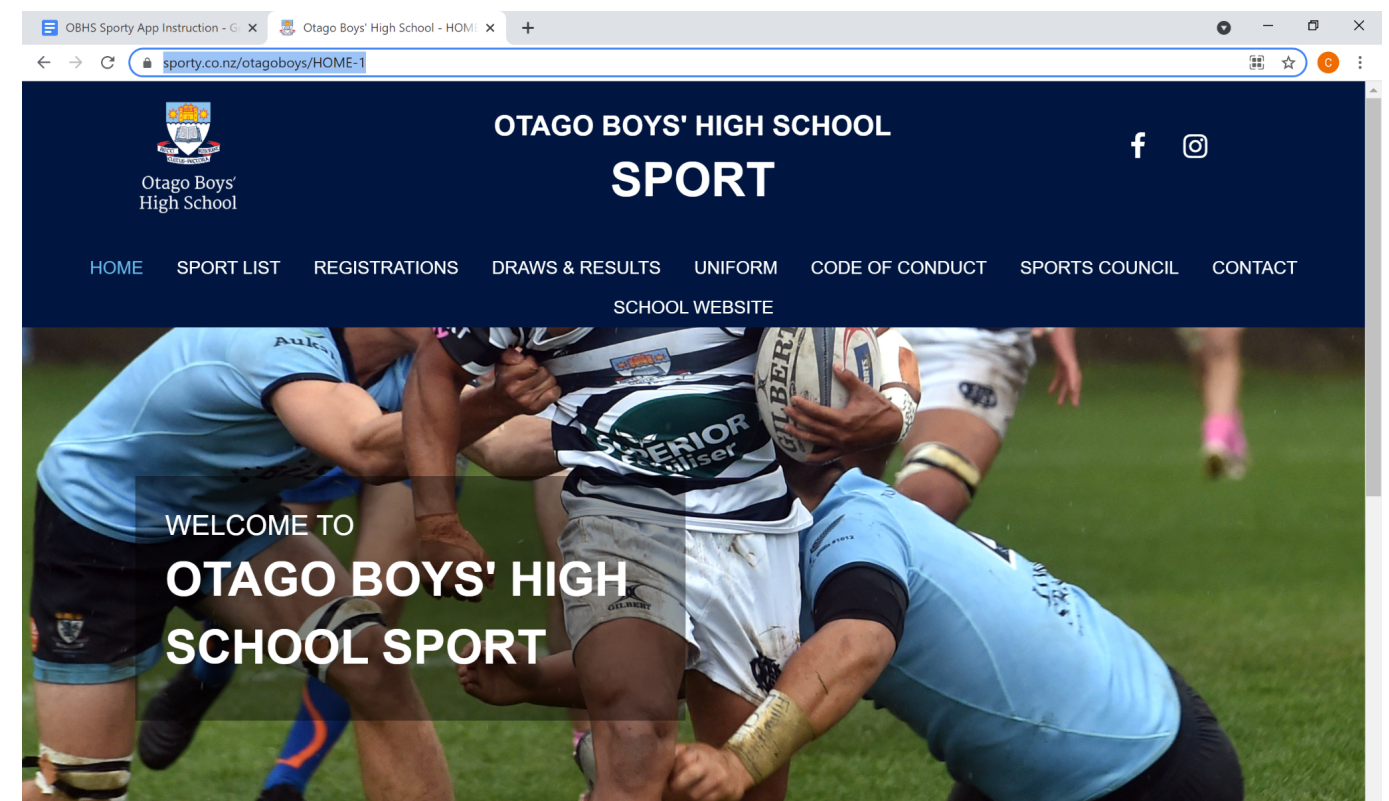 OBHS Sporty App Instruction - G
Otago Boys' High School - HOM
sporty.co.nz/otagoboys/HOME-1
C
Otago Boys'
High School
OTAGO BOYS' HIGH SCHOOL
SPORT
HOME SPORT LIST REGISTRATIONS DRAWS & RESULTS UNIFORM CODE OF CONDUCT SPORTS COUNCIL CONTACT
SCHOOL WEBSITE
GILBERT
SUPERIOR
GILBERT
WELCOME TO
OTAGO BOYS' HIGH
SCHOOL SPORT